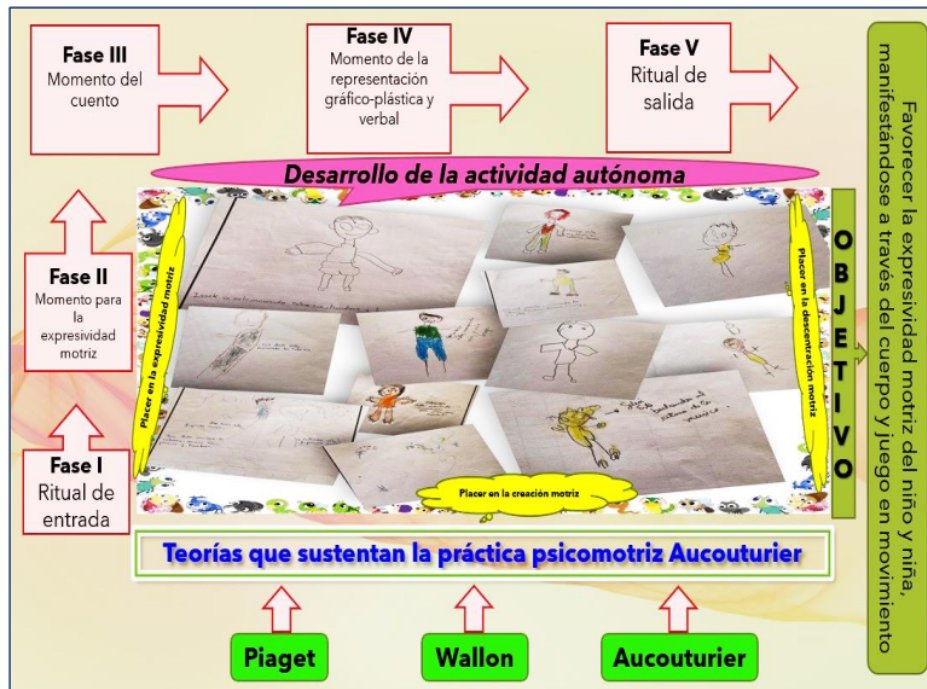 Fase III
Momento del
cuento
Fase IV
Momento de la
representación
gráfico-plástica y
verbal
Fase V
Ritual de
salida
Desarrollo de la actividad autónoma
Fase II
Momento para
la
expresividad
motriz
Fase I
Ritual de
entrada
Placer en la expresividad motriz
Placer en la creación motriz
Placer en la descentración motriz
OBJETIVO
Favorecer la expresividad motriz del niño y niña,
manifestándose a través del cuerpo y juego en movimiento
Teorías que sustentan la práctica psicomotriz Aucouturier
Piaget
Wallon
Aucouturier